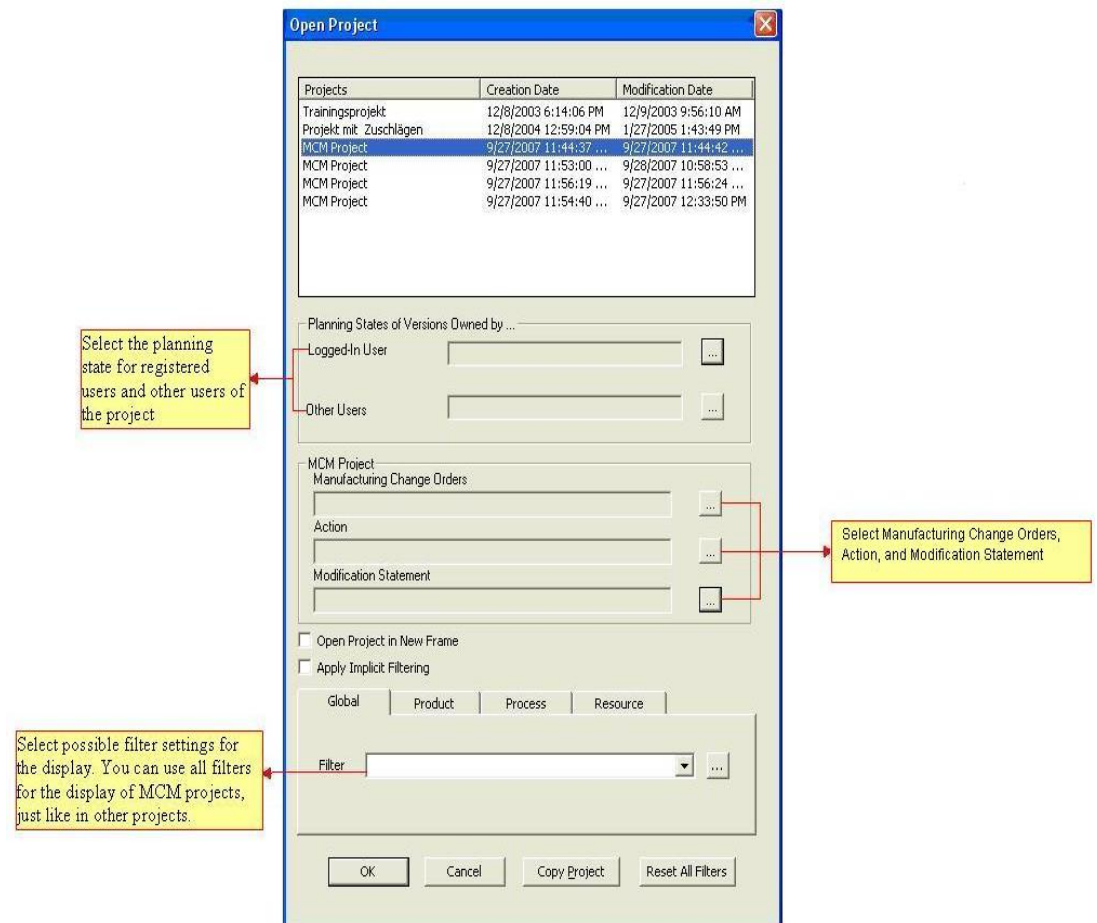 Open Project
Projects Creation Date Modification Date
Trainingsprojekt 12/8/2003 6:14:06 PM 12/9/2003 9:56:10 AM
Projekt mit Zuschlägen 12/8/2004 12:59:04 PM 1/27/2005 1:43:49 PM
MCM Project 9/27/2007 11:44:37 ... 9/27/2007 11:44:42 ...
MCM Project 9/27/2007 11:53:00 ... 9/28/2007 10:58:53 ...
MCM Project 9/27/2007 11:56:19 ... 9/27/2007 11:56:24 ...
MCM Project 9/27/2007 11:54:40 ... 9/27/2007 12:33:50 PM
Planning States of Versions Owned by ...
Logged-In User ...
Other Users ...
Select the planning
state for registered
users and other users of
the project
MCM Project
Manufacturing Change Orders
...
Action
...
Modification Statement
...
Select Manufacturing Change Orders,
Action, and Modification Statement
Open Project in New Frame
Apply Implicit Filtering
Global Product Process Resource
Filter ...
Select possible filter settings for
the display. You can use all filters
for the display of MCM projects,
just like in other projects.
OK Cancel Copy Project Reset All Filters